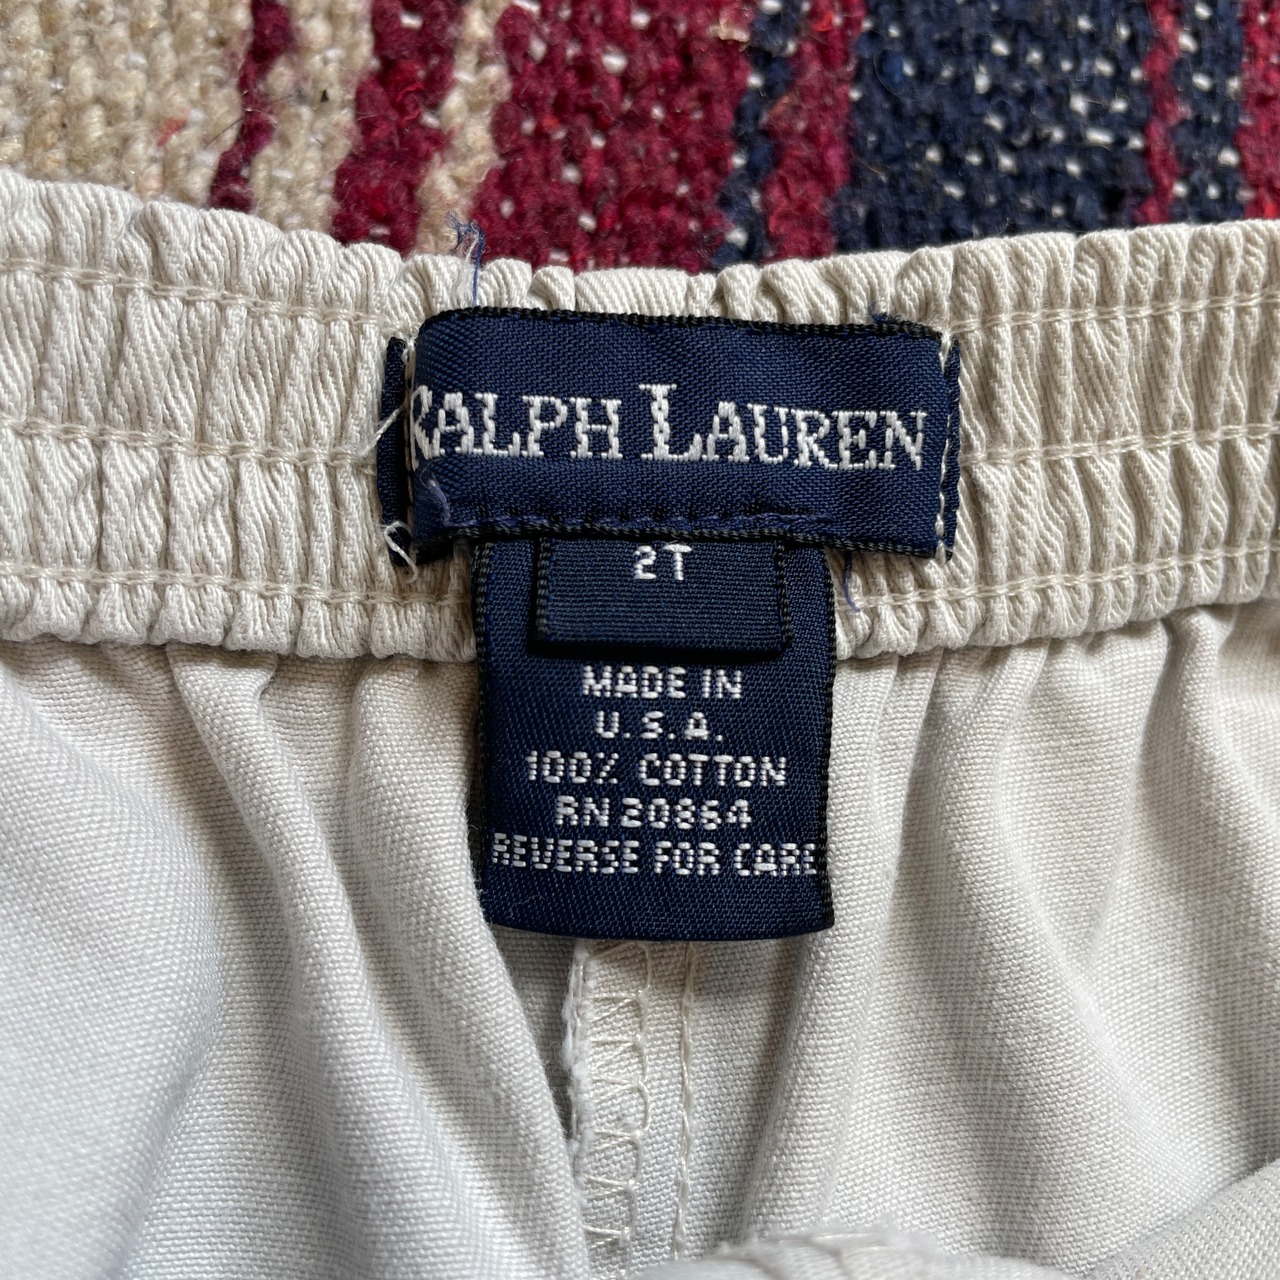 RALPH LAUREN
2T
MADE IN
U.S.A.
100% COTTON
RN 20864
REVERSE FOR CARE